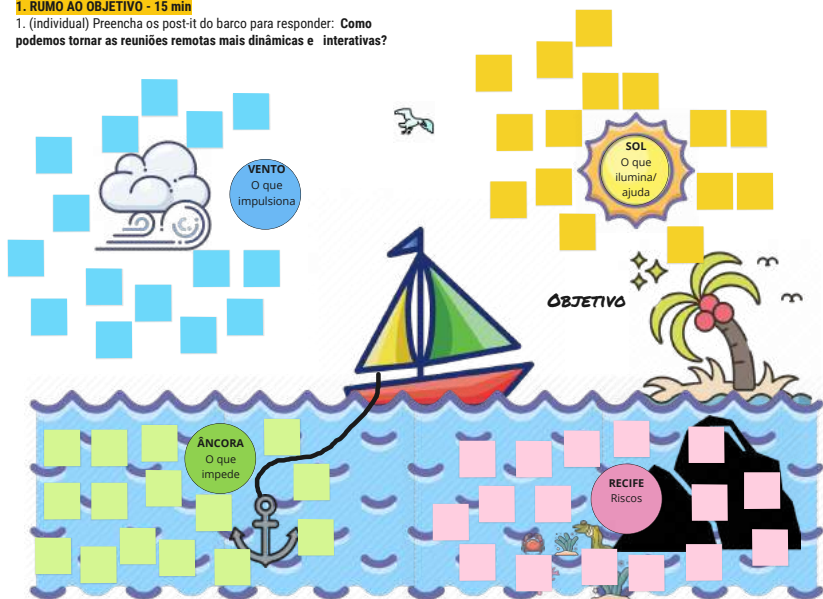 1. RUMO AO OBJETIVO - 15 min
1. (individual) Preencha os post-it do barco para responder: Como
podemos tornar as reuniões remotas mais dinâmicas e interativas?
VENTO
O que
impulsiona
SOL
O que
ilumina/
ajuda
OBJETIVO
ÂNCORA
O que
impede
RECIFE
Riscos